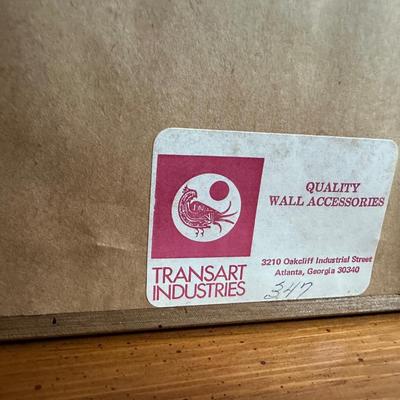 QUALITY
WALL ACCESSORIES
3210 Oakcliff Industrial Street
Atlanta, Georgia 30340
347
TRANSART
INDUSTRIES